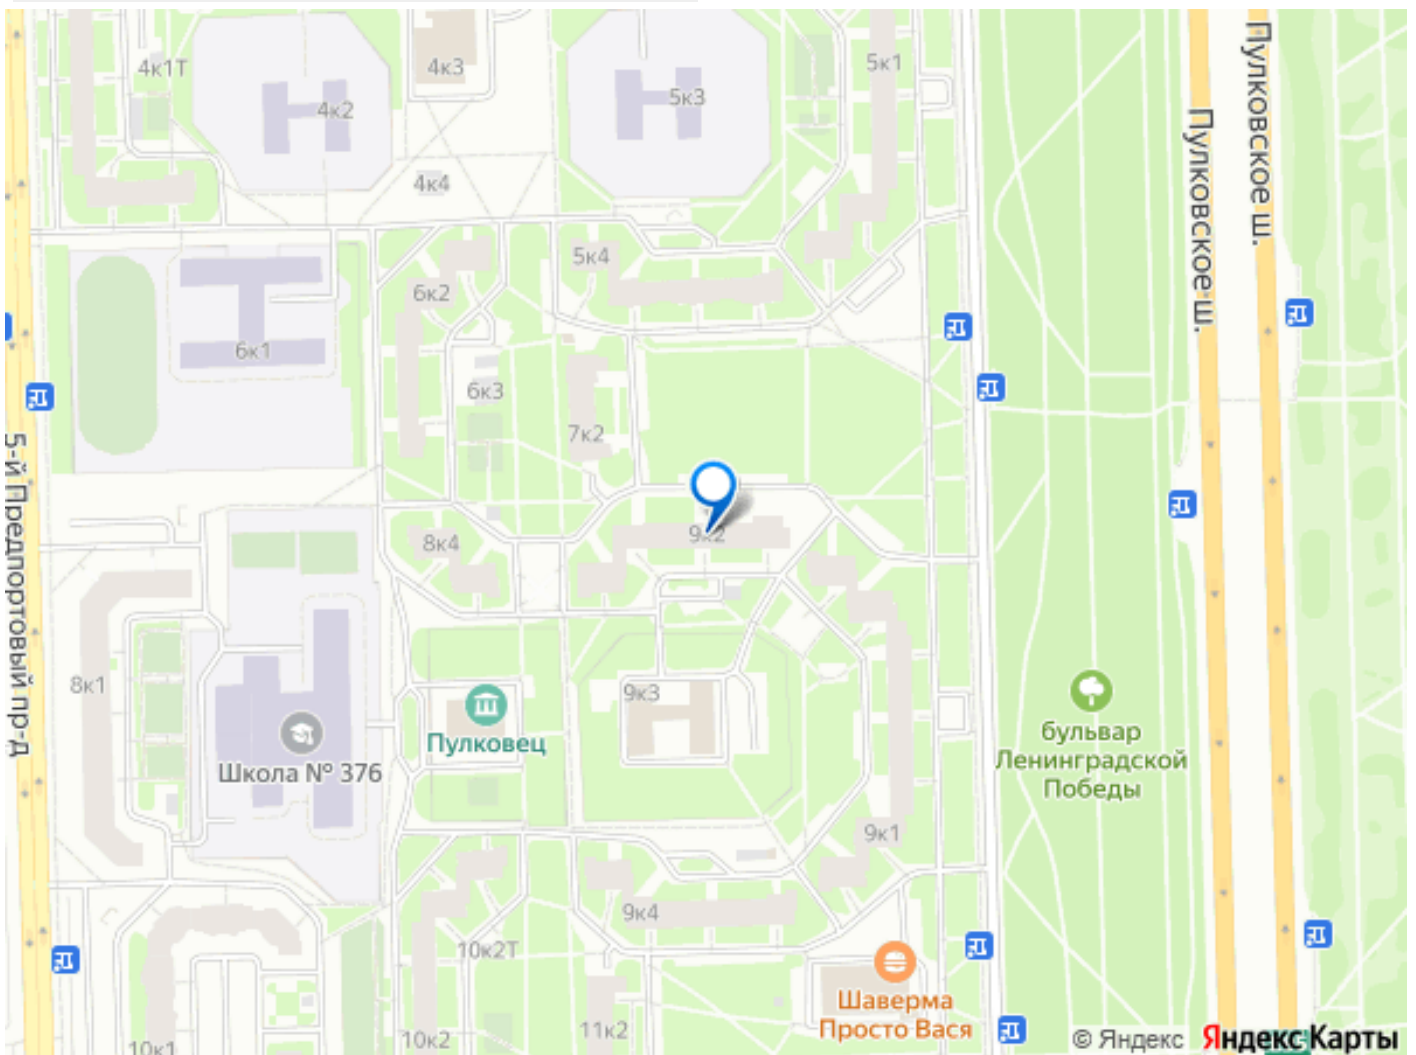 4к1Т
4к3
5к1
Пулковское ш.
4к2
5к3
Пулковское ш.
4к4
5к4
6к2
6к1
6к3
7к2
5-й Предпортовый пр-д
9к2
8к4
8к1
9к3
Пулковец
бульвар
Ленинградской
Победы
Школа № 376
9к1
9к4
10к2Т
Шаверма
Просто Вася
11к2
10к2
10к1
© Яндекс Яндекс Карты